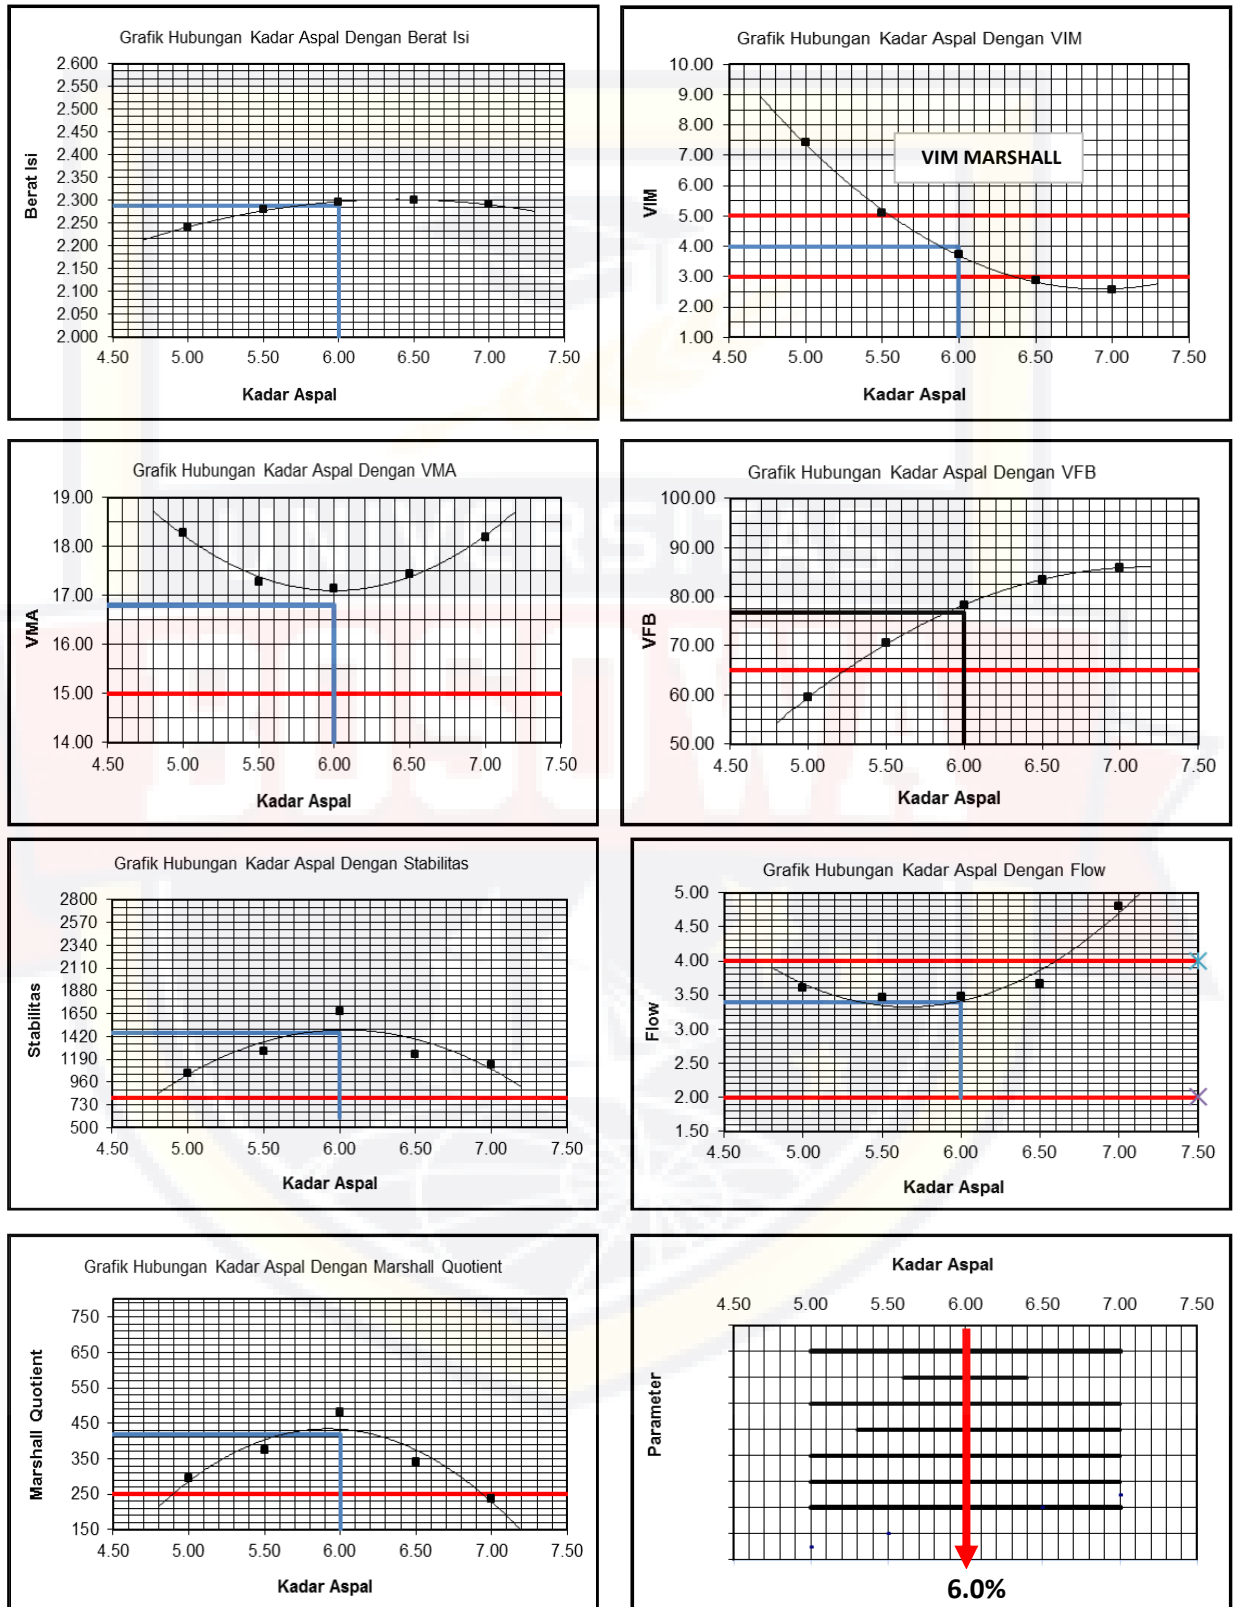 Grafik Hubungan Kadar Aspal Dengan Berat Isi
2.600
2.550
2.500
2.450
2.400
2.350
2.300
2.250
2.200
2.150
2.100
2.050
2.000
Berat Isi
4.50 5.00 5.50 6.00 6.50 7.00 7.50
Kadar Aspal
Grafik Hubungan Kadar Aspal Dengan VIM
10.00
9.00
8.00
7.00
6.00
5.00
4.00
3.00
2.00
1.00
VIM
VIM MARSHALL
4.50 5.00 5.50 6.00 6.50 7.00 7.50
Kadar Aspal
Grafik Hubungan Kadar Aspal Dengan VMA
19.00
18.00
17.00
16.00
15.00
14.00
VMA
4.50 5.00 5.50 6.00 6.50 7.00 7.50
Kadar Aspal
Grafik Hubungan Kadar Aspal Dengan VFB
100.00
90.00
80.00
70.00
60.00
50.00
VFB
4.50 5.00 5.50 6.00 6.50 7.00 7.50
Kadar Aspal
Grafik Hubungan Kadar Aspal Dengan Stabilitas
2800
2570
2340
2110
1880
1650
1420
1190
960
730
500
Stabilitas
4.50 5.00 5.50 6.00 6.50 7.00 7.50
Kadar Aspal
Grafik Hubungan Kadar Aspal Dengan Flow
5.00
4.50
4.00
3.50
3.00
2.50
2.00
1.50
Flow
4.50 5.00 5.50 6.00 6.50 7.00 7.50
Kadar Aspal
Grafik Hubungan Kadar Aspal Dengan Marshall Quotient
750
650
550
450
350
250
150
Marshall Quotient
4.50 5.00 5.50 6.00 6.50 7.00 7.50
Kadar Aspal
Kadar Aspal
4.50 5.00 5.50 6.00 6.50 7.00 7.50
Parameter
6.0%
UNIVERSITAS
BOSOWA